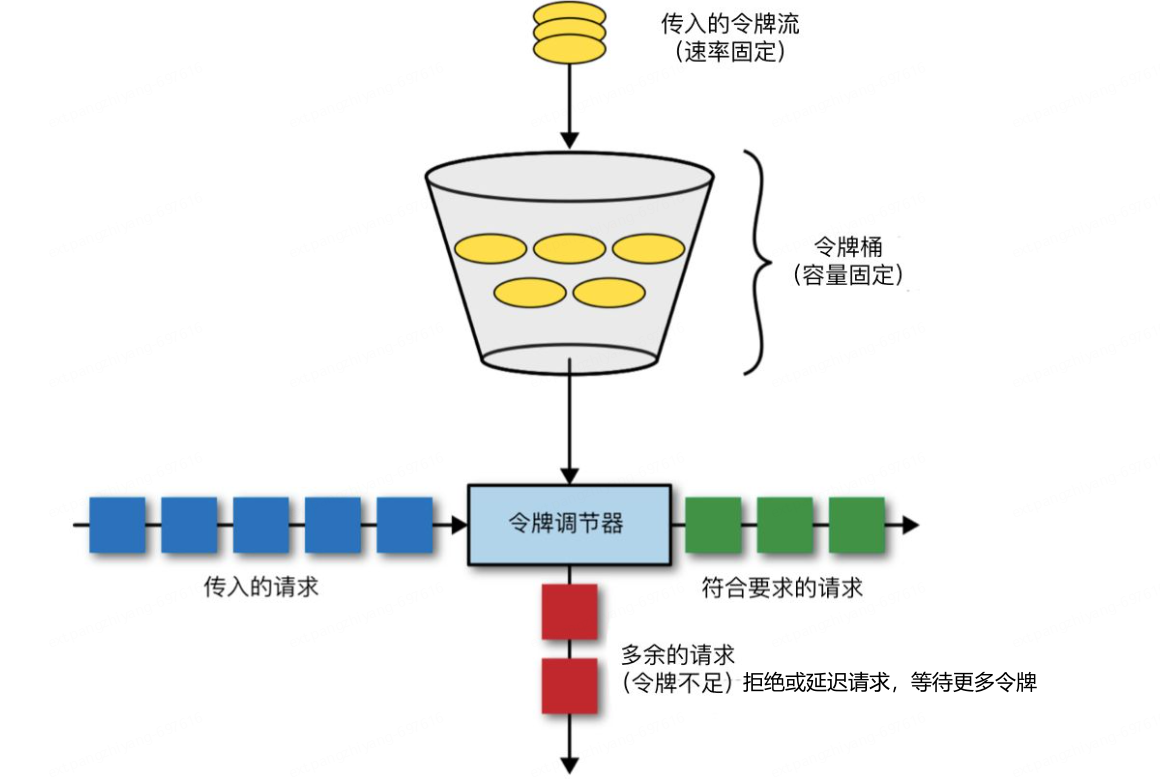 传入的令牌流
（速率固定）
令牌桶
（容量固定）
令牌调节器
传入的请求
符合要求的请求
多余的请求
（令牌不足）拒绝或延迟请求，等待更多令牌